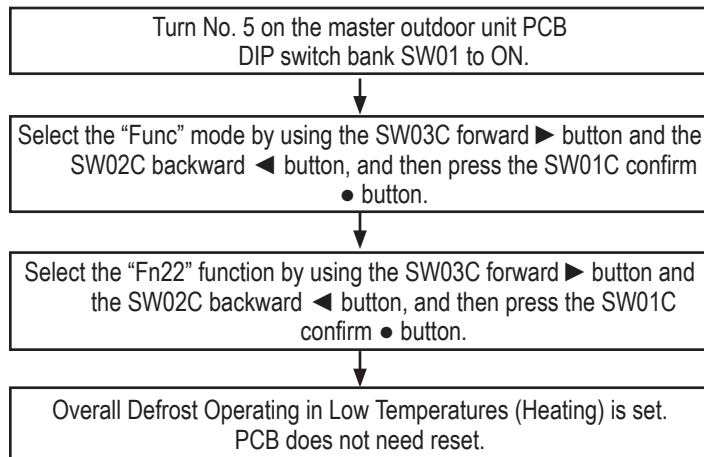 Turn No. 5 on the master outdoor unit PCB
DIP switch bank SW01 to ON.
Select the “Func” mode by using the SW03C forward ► button and the
SW02C backward ◄ button, and then press the SW01C confirm
● button.
Select the “Fn22” function by using the SW03C forward ► button and
the SW02C backward ◄ button, and then press the SW01C
confirm ● button.
Overall Defrost Operating in Low Temperatures (Heating) is set.
PCB does not need reset.